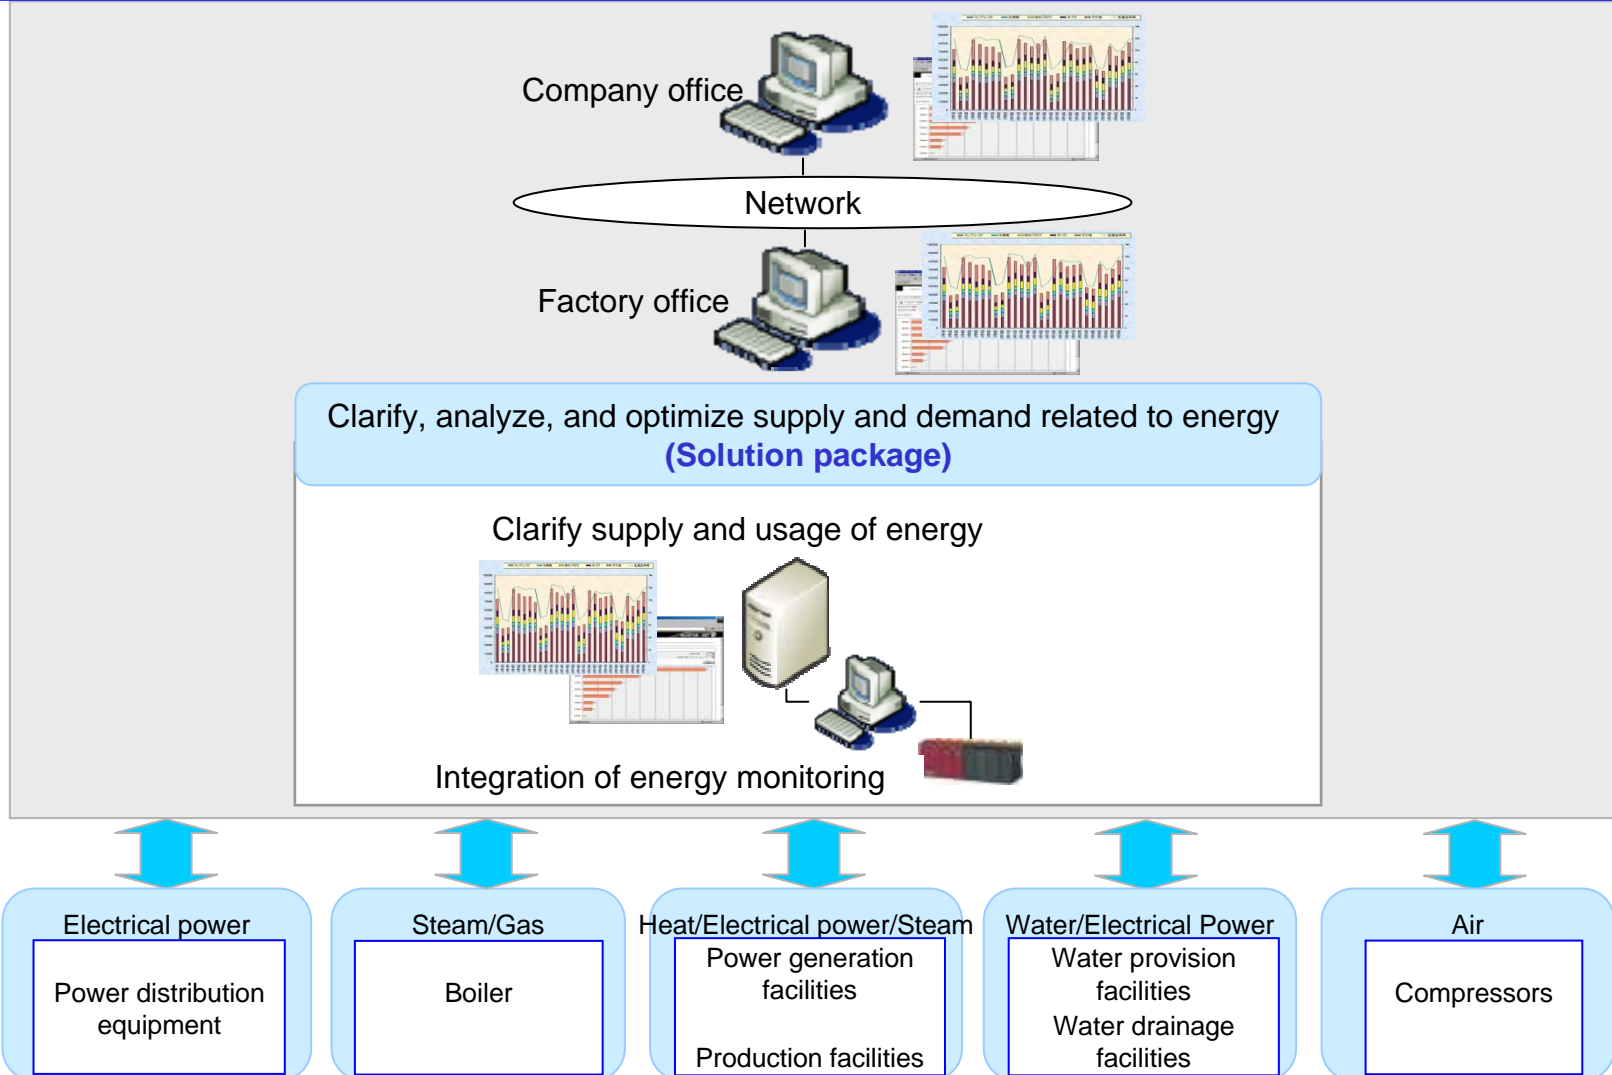 Company office
Network
Factory office
Clarify, analyze, and optimize supply and demand related to energy
(Solution package)
Clarify supply and usage of energy
Integration of energy monitoring
Electrical power
Power distribution
equipment
Steam/Gas
Boiler
Heat/Electrical power/Steam
Power generation
facilities
Production facilities
Water/Electrical Power
Water provision
facilities
Water drainage
facilities
Air
Compressors